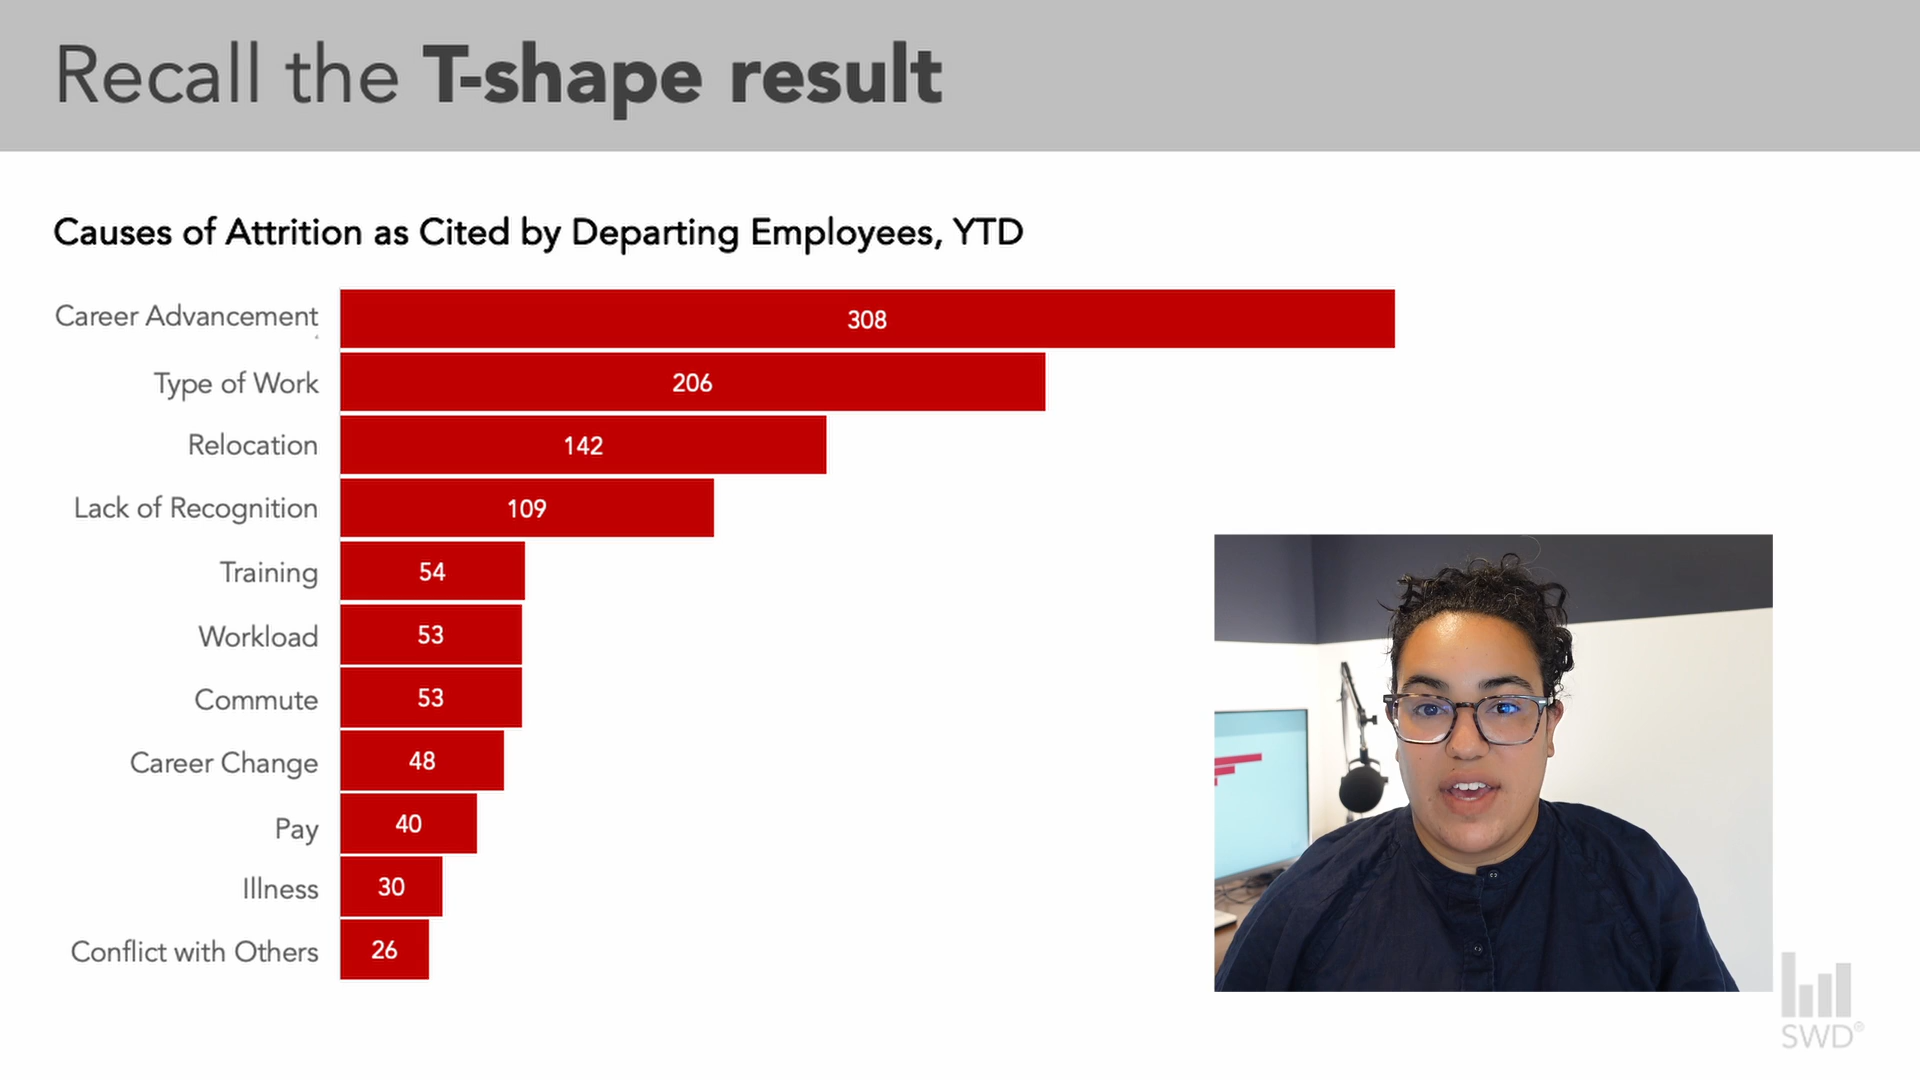 Recall the T-shape result
Causes of Attrition as Cited by Departing Employees, YTD
Career Advancement 308
Type of Work 206
Relocation 142
Lack of Recognition 109
Training 54
Workload 53
Commute 53
Career Change 48
Pay 40
Illness 30
Conflict with Others 26
SWD®